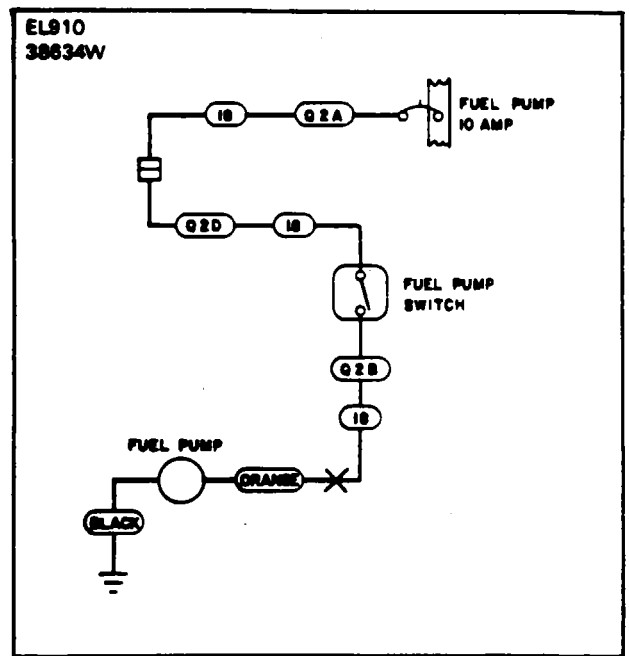 EL910
38634W
18
Q2A
FUEL PUMP
10 AMP
Q2D
18
FUEL PUMP
SWITCH
Q2B
18
FUEL PUMP
ORANGE
BLACK